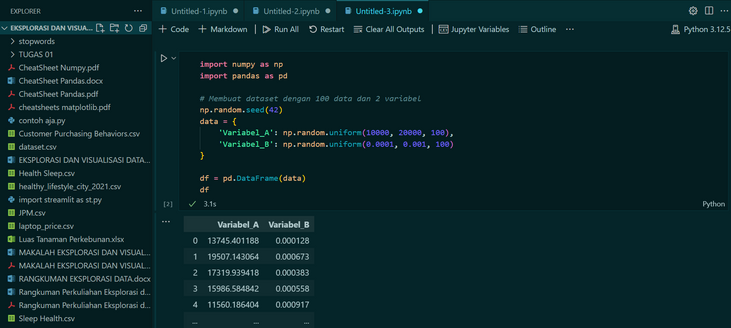 EXPLORER
EKSPLORASI DAN VISUA...
stopwords
TUGAS 01
CheatSheet Numpy.pdf
CheatSheet Pandas.docx
CheatSheet Pandas.pdf
cheatsheets matplotlib.pdf
contoh aja.py
Customer Purchasing Behaviors.csv
dataset.csv
EKSPLORASI DAN VISUALISASI DATA...
Health Sleep.csv
healthy_lifestyle_city_2021.csv
import streamlit as st.py
JPM.csv
laptop_price.csv
Luas Tanaman Perkebunan.xlsx
MAKALAH EKSPLORASI DAN VISUAL...
MAKALAH EKSPLORASI DAN VISUAL...
RANGKUMAN EKSPLORASI DATA.docx
Rangkuman Perkuliahan Eksplorasi d...
Rangkuman Perkuliahan Eksplorasi d...
Sleep Health.csv
Untitled-1.ipynb
Untitled-2.ipynb
Untitled-3.ipynb
+ Code + Markdown Run All Restart Clear All Outputs Jupyter Variables Outline ... Python 3.12.5
import numpy as np
import pandas as pd
# Membuat dataset dengan 100 data dan 2 variabel
np.random.seed(42)
data = {
'Variabel_A': np.random.uniform(10000, 20000, 100),
'Variabel_B': np.random.uniform(0.0001, 0.001, 100)
}
df = pd.DataFrame(data)
df
[2] 3.1s Python
...
Variabel_A Variabel_B
0 13745.401188 0.000128
1 19507.143064 0.000673
2 17319.939418 0.000383
3 15986.584842 0.000558
4 11560.186404 0.000917
... ... ...